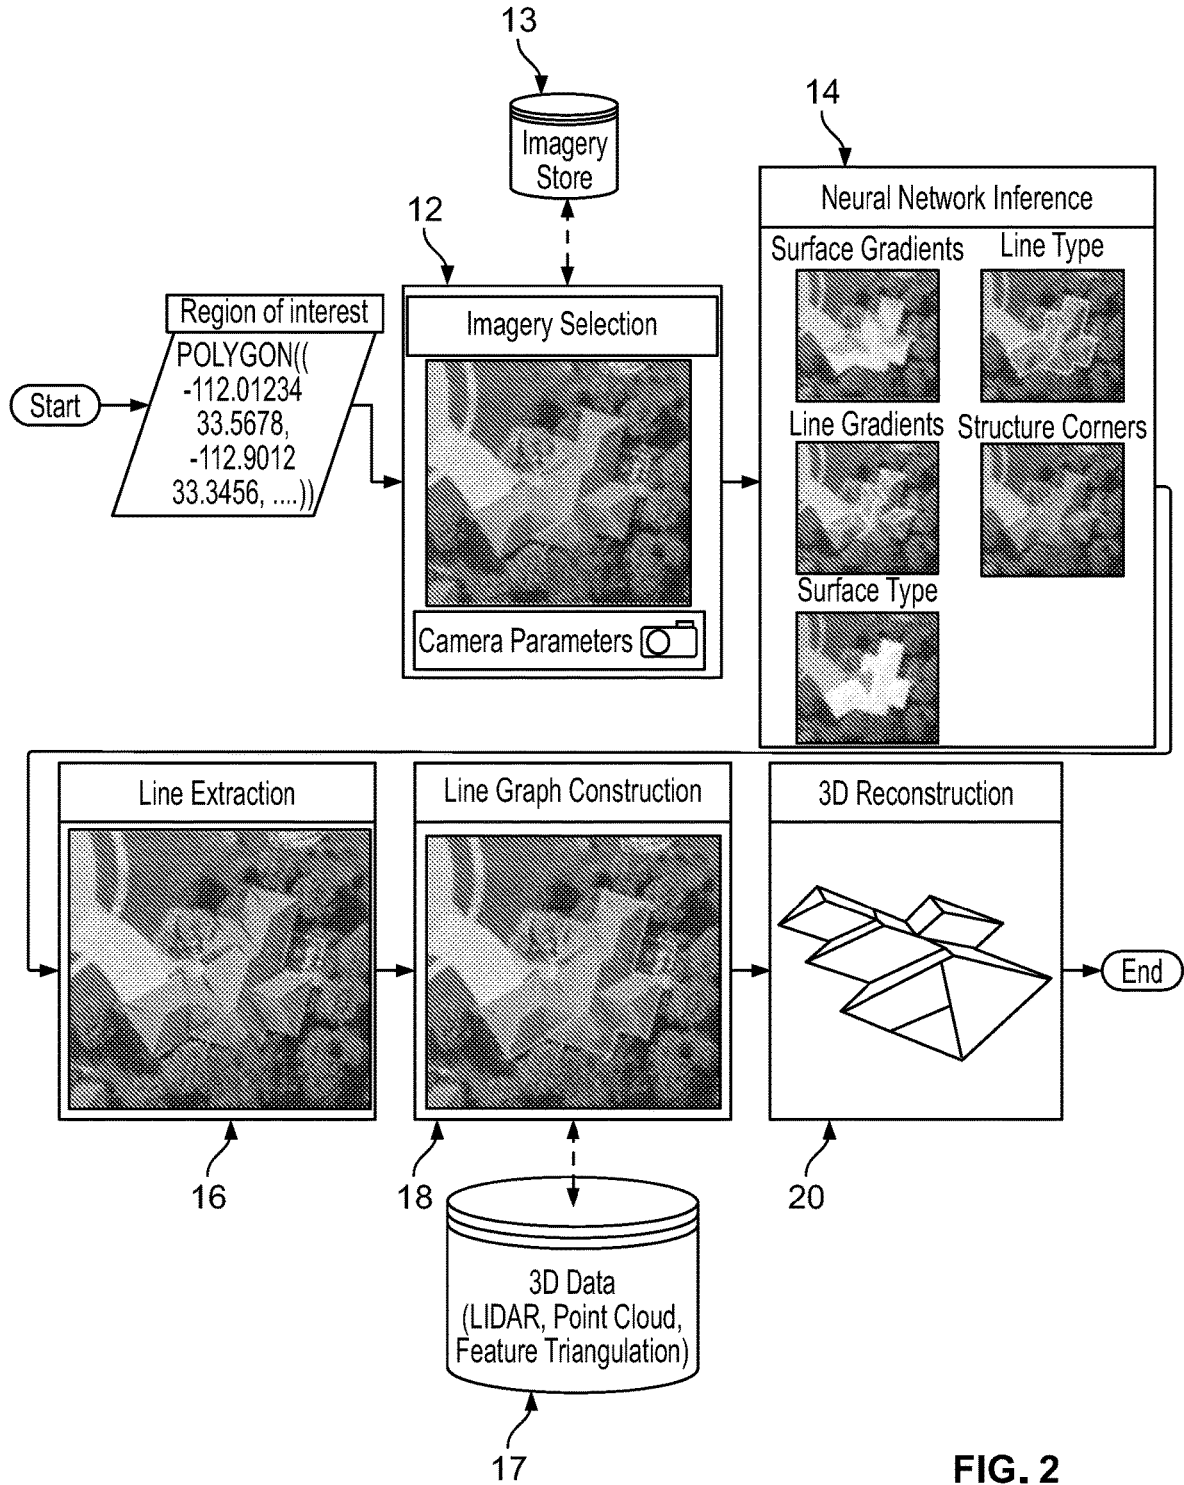 13
Imagery
Store
14
12
Neural Network Inference
Surface Gradients
Line Type
Line Gradients
Structure Corners
Surface Type
Region of interest
POLYGON((
-112.01234
33.5678,
-112.9012
33.3456, ....))
Start
Imagery Selection
Camera Parameters
Line Extraction
Line Graph Construction
3D Reconstruction
End
16
18
20
3D Data
(LIDAR, Point Cloud,
Feature Triangulation)
17
FIG. 2